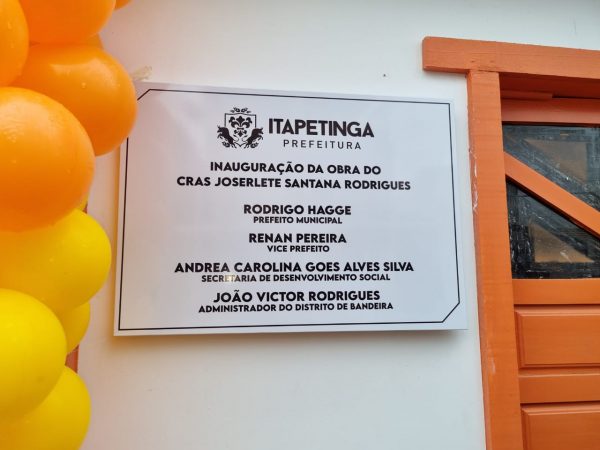 ITAPETINGA
PREFEITURA
INAUGURAÇÃO DA OBRA DO
CRAS JOSERLETE SANTANA RODRIGUES
RODRIGO HAGGE
PREFEITO MUNICIPAL
RENAN PEREIRA
VICE PREFEITO
ANDREA CAROLINA GOES ALVES SILVA
SECRETARIA DE DESENVOLVIMENTO SOCIAL
JOÃO VICTOR RODRIGUES
ADMINISTRADOR DO DISTRITO DE BANDEIRA